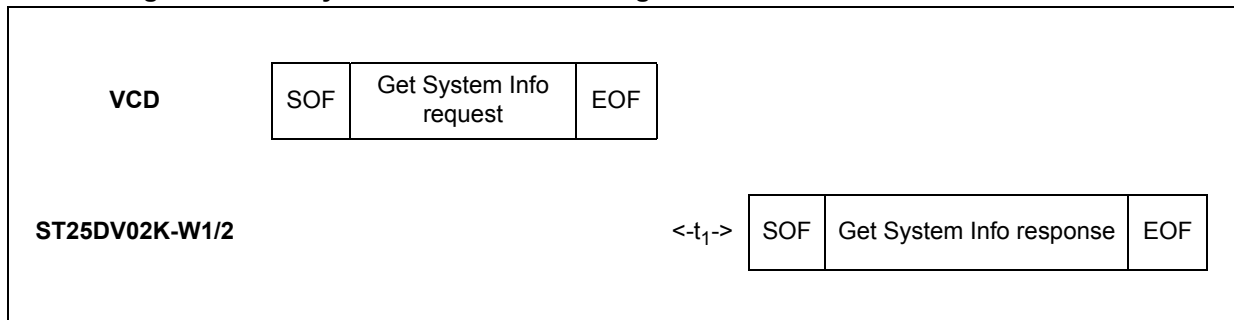 VCD
SOF
Get System Info
request
EOF
ST25DV02K-W1/2
<-t₁->
SOF
Get System Info response
EOF